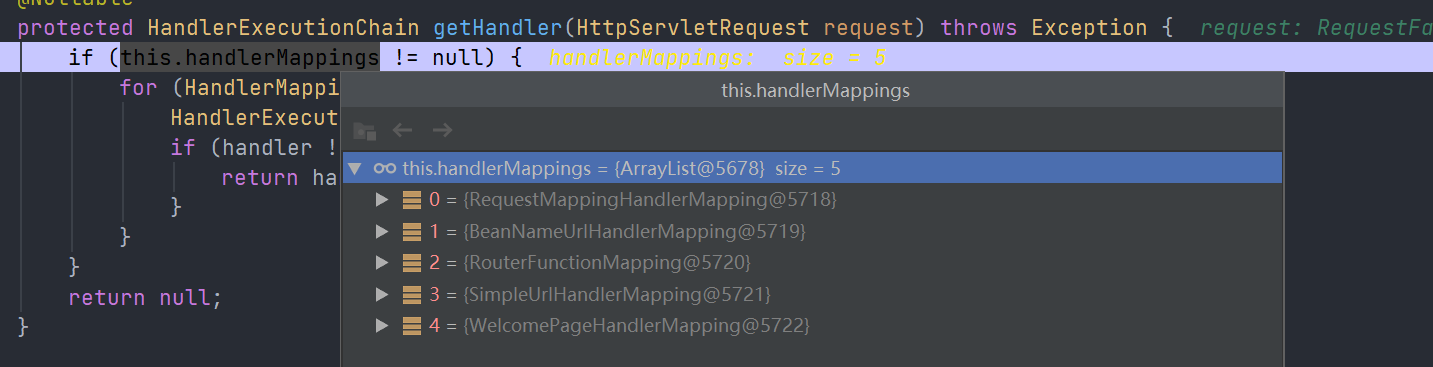 @Nullable
protected HandlerExecutionChain getHandler(HttpServletRequest request) throws Exception { request: RequestFa
if (this.handlerMappings != null) { handlerMappings: size = 5
for (HandlerMappi
HandlerExecut
if (handler !
return ha
}
}
}
return null;
}
this.handlerMappings
this.handlerMappings = {ArrayList@5678} size = 5
0 = {RequestMappingHandlerMapping@5718}
1 = {BeanNameUrlHandlerMapping@5719}
2 = {RouterFunctionMapping@5720}
3 = {SimpleUrlHandlerMapping@5721}
4 = {WelcomePageHandlerMapping@5722}